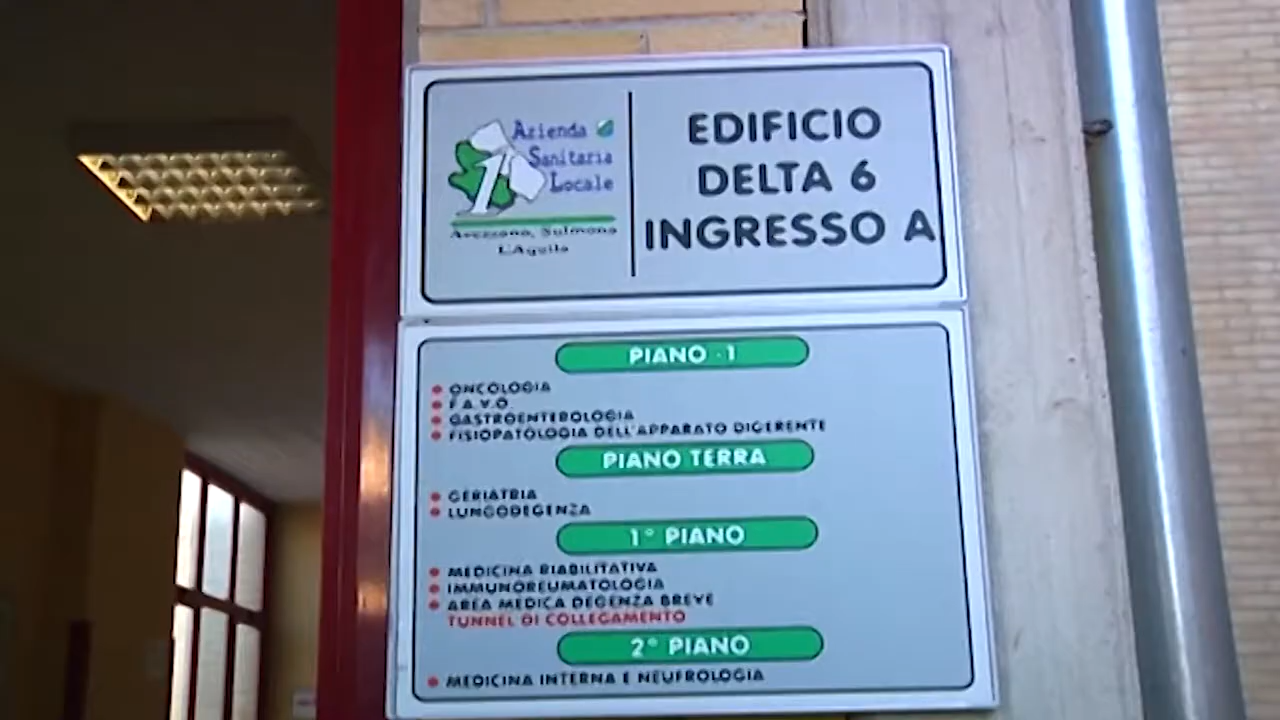 Azienda
Sanitaria
Locale
1
Avezzano, Sulmona
L'Aquila
EDIFICIO
DELTA 6
INGRESSO A
PIANO -1
ONCOLOGIA
F.A.V.O.
GASTROENTEROLOGIA
FISIOPATOLOGIA DELL'APPARATO DIGERENTE
PIANO TERRA
GERIATRIA
LUNGODEGENZA
1° PIANO
MEDICINA RIABILITATIVA
IMMUNOREUMATOLOGIA
AREA MEDICA DEGENZA BREVE
TUNNEL DI COLLEGAMENTO
2° PIANO
MEDICINA INTERNA E NEUFROLOGIA